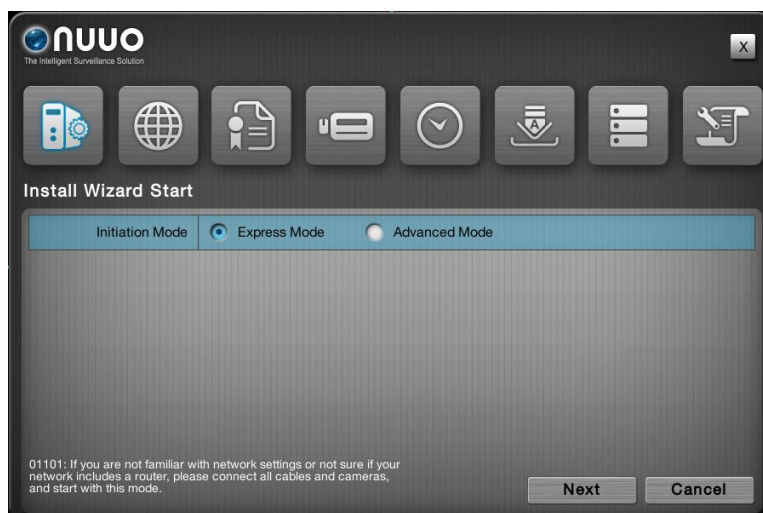 nuuo
The Intelligent Surveillance Solution
X
A
Install Wizard Start
Initiation Mode Express Mode Advanced Mode
01101: If you are not familiar with network settings or not sure if your
network includes a router, please connect all cables and cameras,
and start with this mode.
Next Cancel